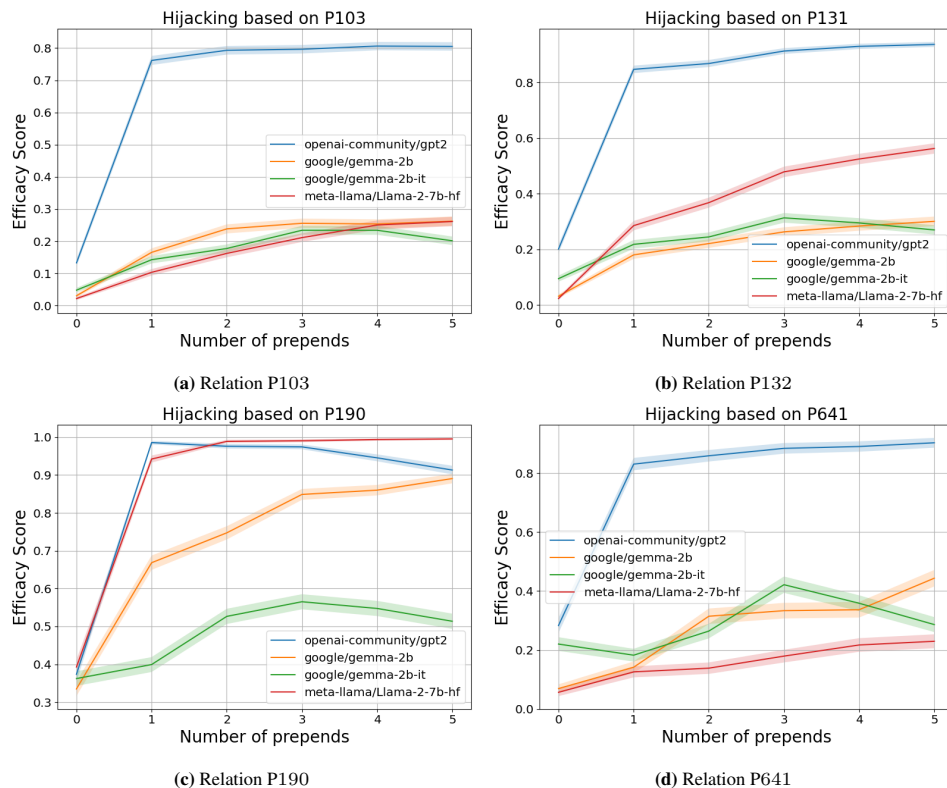 Hijacking based on P103
Efficacy Score
0.8
0.7
0.6
0.5
0.4
0.3
0.2
0.1
0.0
openai-community/gpt2
google/gemma-2b
google/gemma-2b-it
meta-llama/Llama-2-7b-hf
0 1 2 3 4 5
Number of prepends
(a) Relation P103
Hijacking based on P131
Efficacy Score
0.8
0.6
0.4
0.2
0.0
openai-community/gpt2
google/gemma-2b
google/gemma-2b-it
meta-llama/Llama-2-7b-hf
0 1 2 3 4 5
Number of prepends
(b) Relation P132
Hijacking based on P190
Efficacy Score
1.0
0.9
0.8
0.7
0.6
0.5
0.4
0.3
openai-community/gpt2
google/gemma-2b
google/gemma-2b-it
meta-llama/Llama-2-7b-hf
0 1 2 3 4 5
Number of prepends
(c) Relation P190
Hijacking based on P641
Efficacy Score
0.8
0.6
0.4
0.2
0.0
openai-community/gpt2
google/gemma-2b
google/gemma-2b-it
meta-llama/Llama-2-7b-hf
0 1 2 3 4 5
Number of prepends
(d) Relation P641